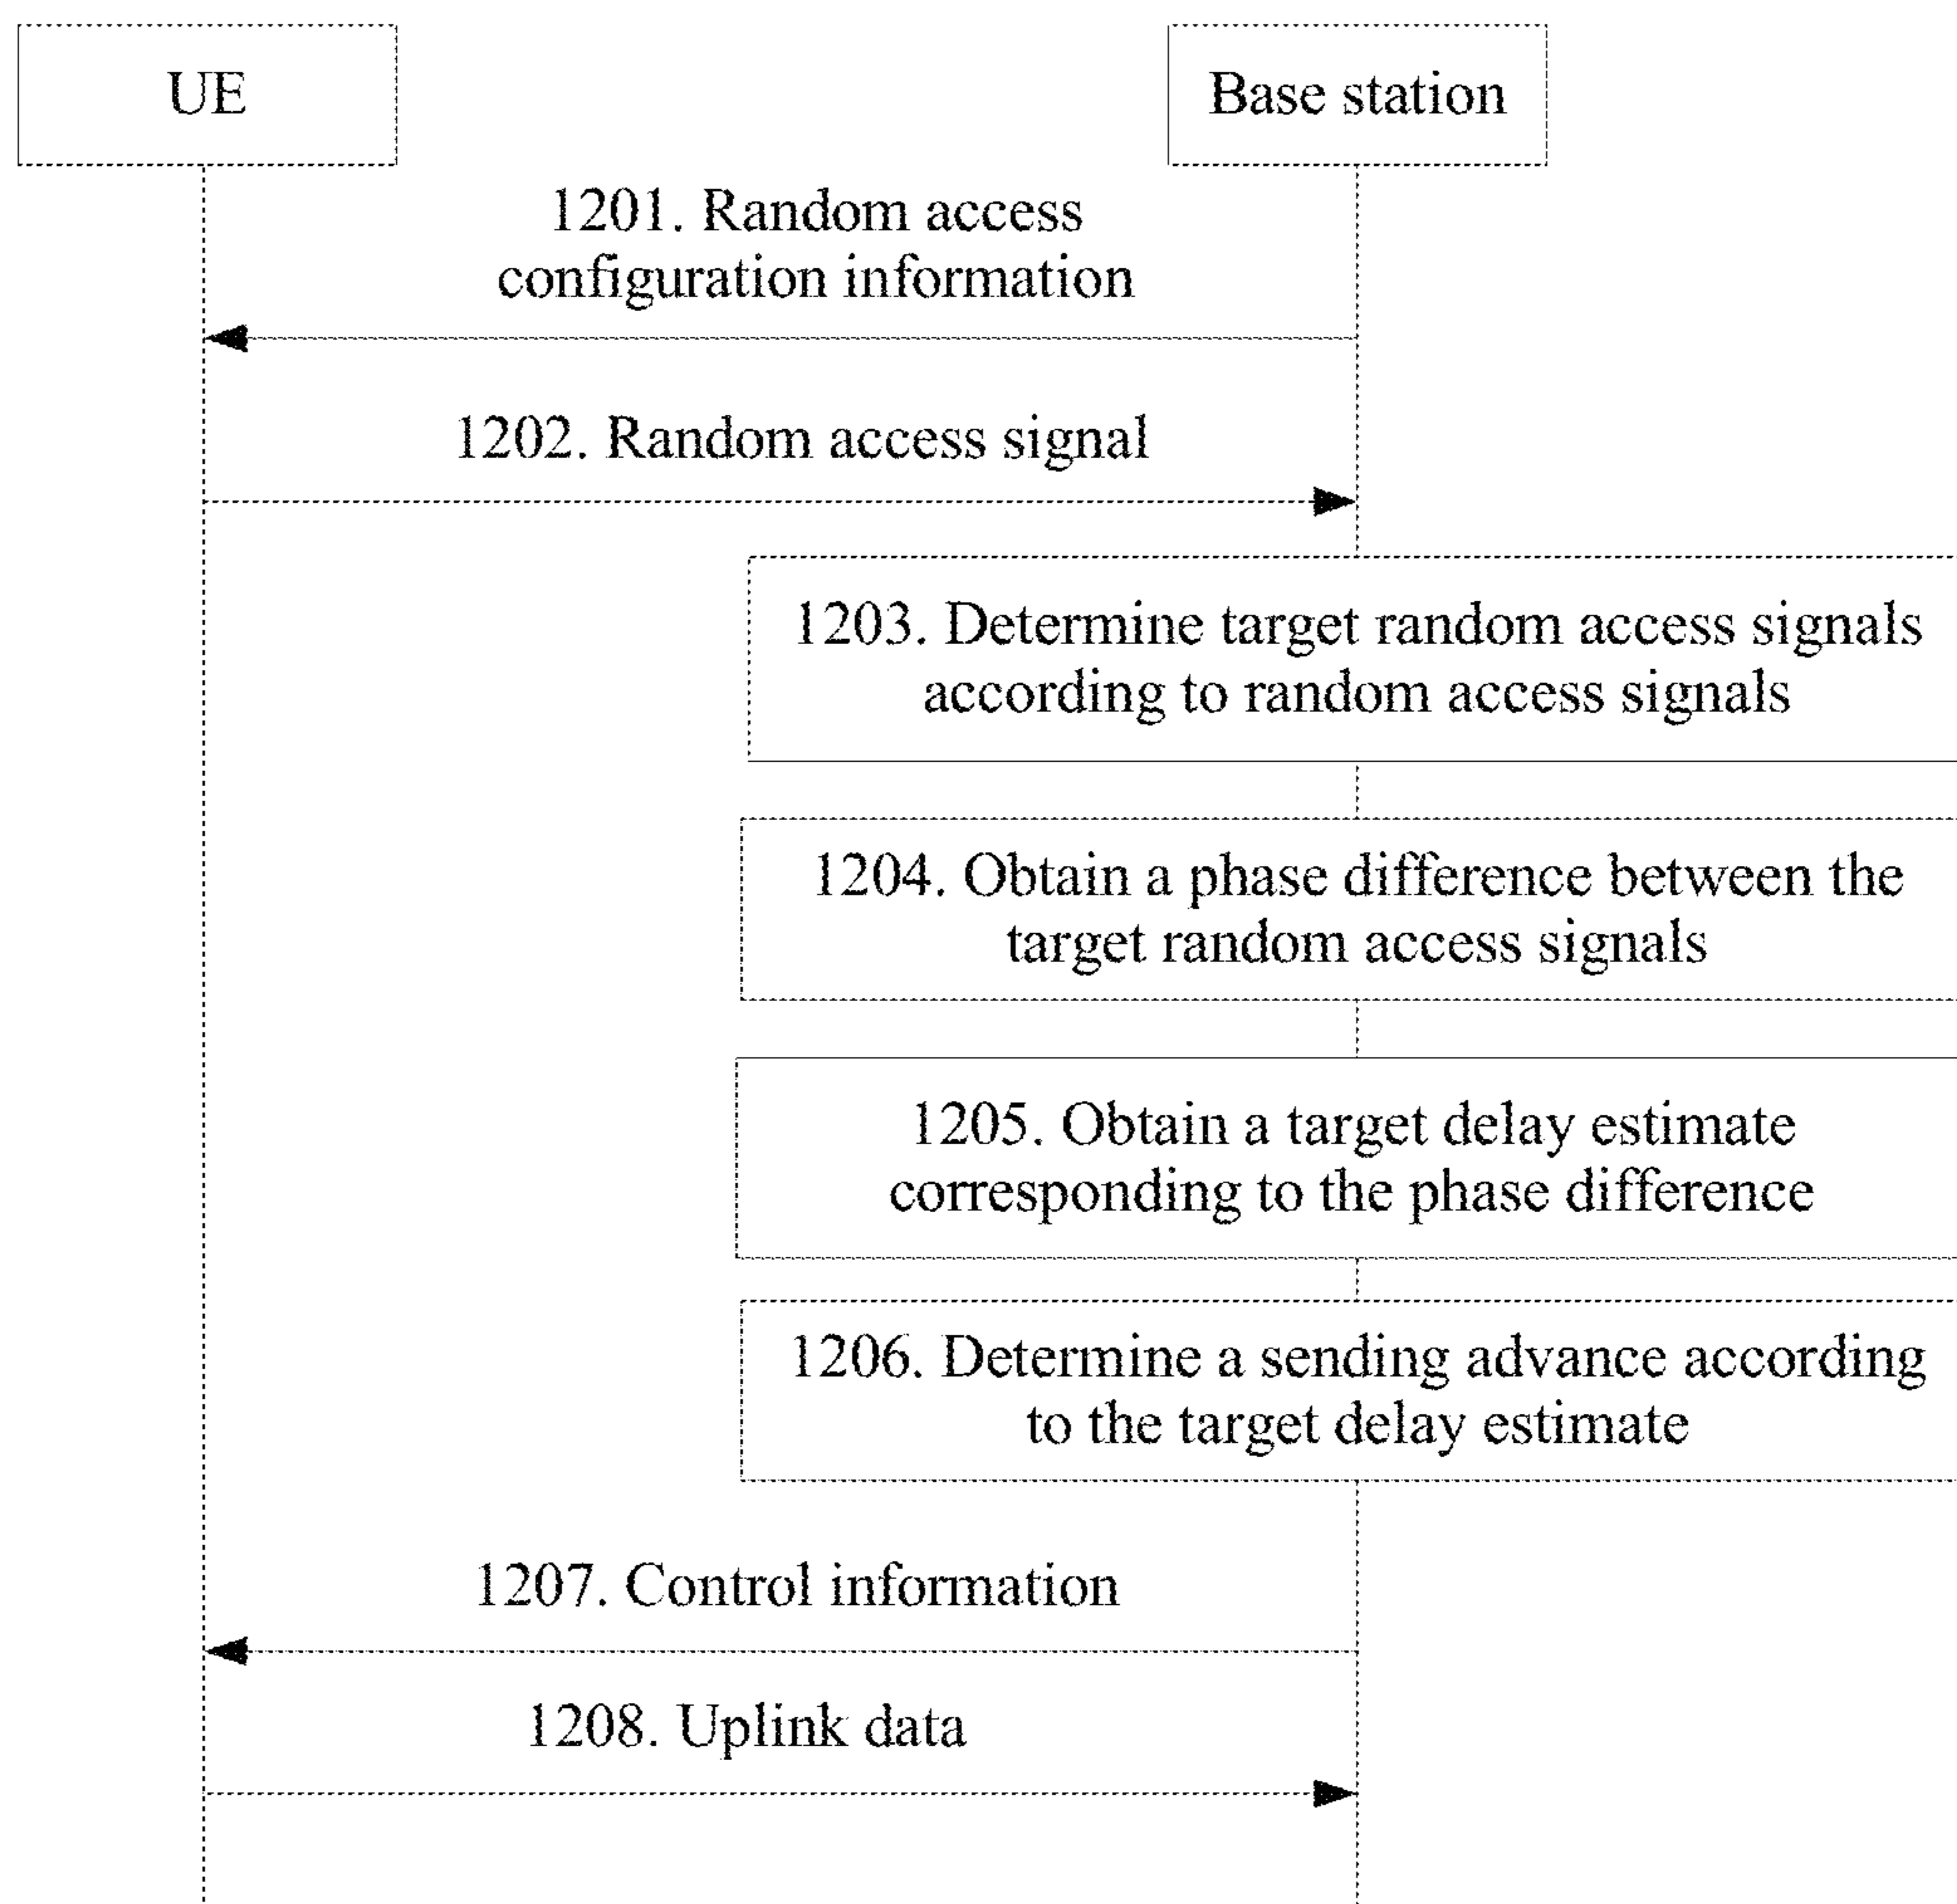 UE
Base station
1201. Random access
configuration information
1202. Random access signal
1203. Determine target random access signals
according to random access signals
1204. Obtain a phase difference between the
target random access signals
1205. Obtain a target delay estimate
corresponding to the phase difference
1206. Determine a sending advance according
to the target delay estimate
1207. Control information
1208. Uplink data